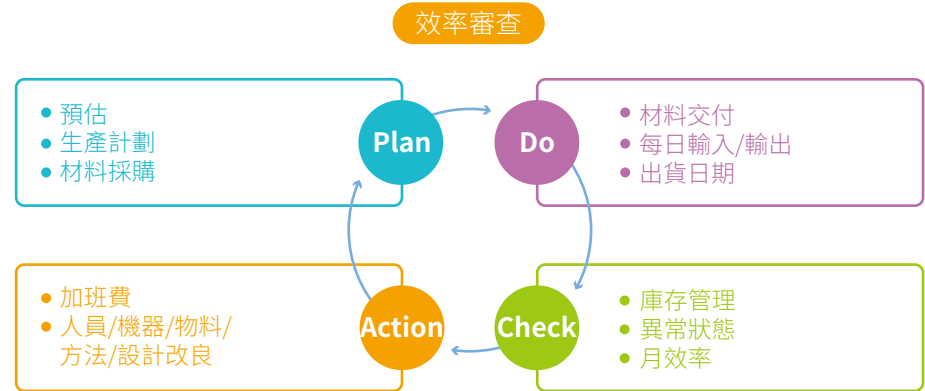 效率審查
Plan
預估
生產計劃
材料採購
Do
材料交付
每日輸入/輸出
出貨日期
Action
加班費
人員/機器/物料/
方法/設計改良
Check
庫存管理
異常狀態
月效率